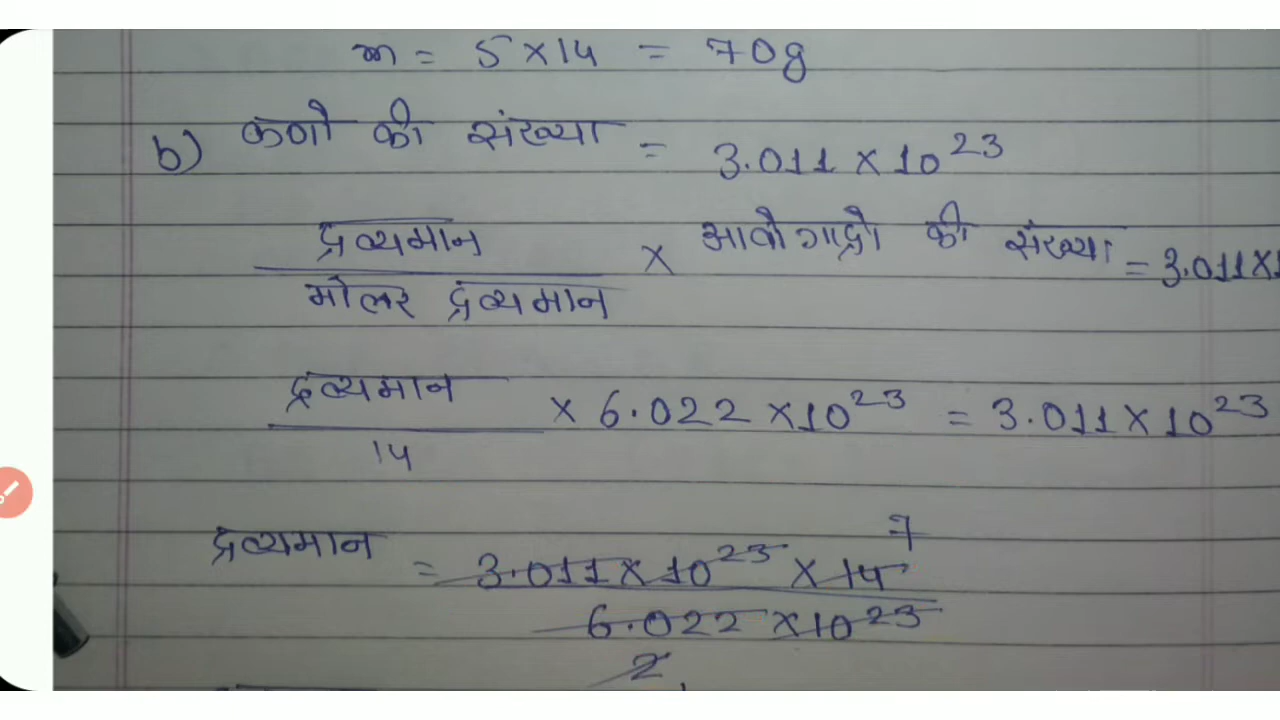 m = 5 × 14 = 70g
b) कणों की संख्या = 3.011 × 10²³
द्रव्यमान / मोलर द्रव्यमान × आवोगाद्रो की संख्या = 3.011 × 1
द्रव्यमान / 14 × 6.022 × 10²³ = 3.011 × 10²³
द्रव्यमान = 3.011 × 10²³ × 14 7
6.022 × 10²³
2